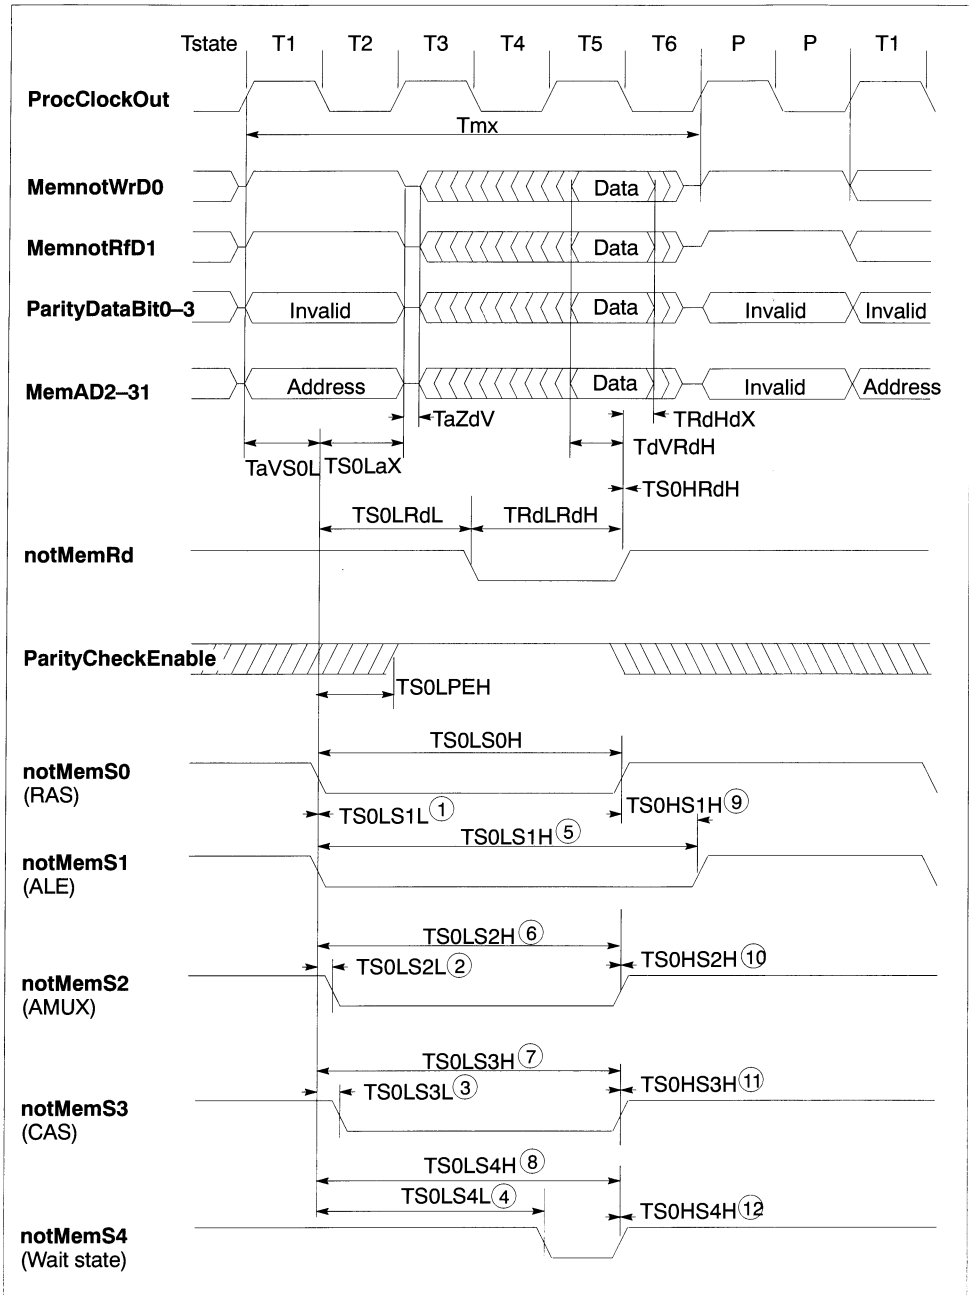 Tstate T1 T2 T3 T4 T5 T6 P P T1
ProcClockOut
Tmx
MemnotWrD0 Data
MemnotRfD1 Data
ParityDataBit0–3 Invalid Invalid Invalid
MemAD2–31 Address Data Invalid Address
TaZdV TRdHdX
TaVS0L TS0LaX TdVRdH
TS0HRdH
TS0LRdL TRdLRdH
notMemRd
ParityCheckEnable
TS0LPEH
TS0LS0H
notMemS0
(RAS)
TS0LS1L 1 TS0HS1H 9
TS0LS1H 5
notMemS1
(ALE)
TS0LS2H 6
TS0LS2L 2 TS0HS2H 10
notMemS2
(AMUX)
TS0LS3H 7
TS0LS3L 3 TS0HS3H 11
notMemS3
(CAS)
TS0LS4H 8
TS0LS4L 4 TS0HS4H 12
notMemS4
(Wait state)